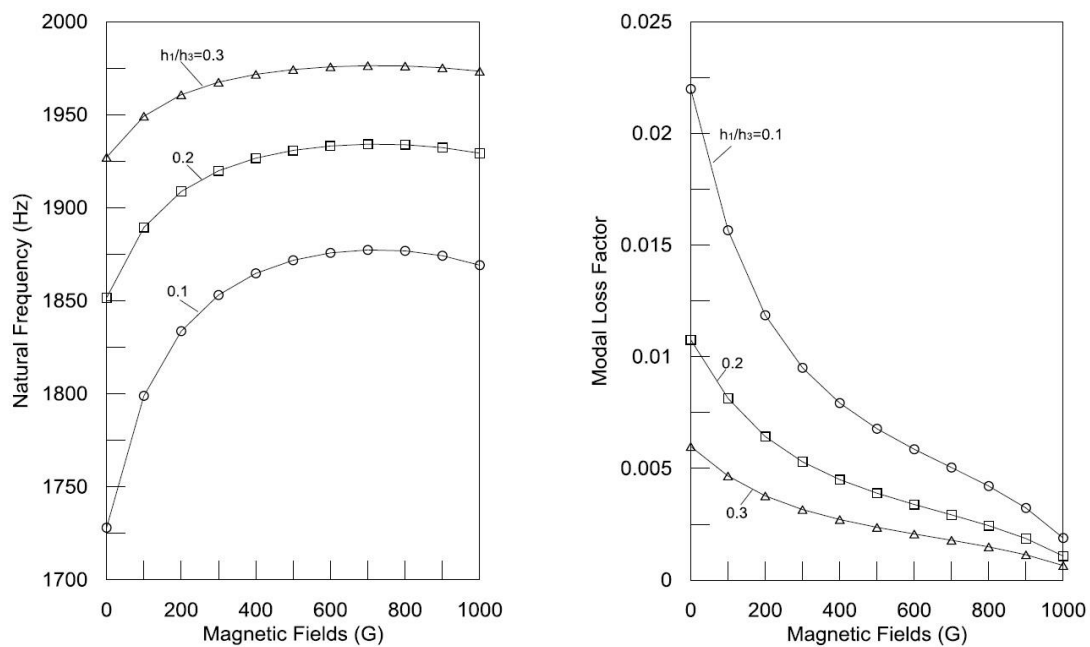 2000
1950
1900
1850
1800
1750
1700
Natural Frequency (Hz)
h₁/h₃=0.3
0.2
0.1
0 200 400 600 800 1000
Magnetic Fields (G)
0.025
0.02
0.015
0.01
0.005
0
Modal Loss Factor
h₁/h₃=0.1
0.2
0.3
0 200 400 600 800 1000
Magnetic Fields (G)